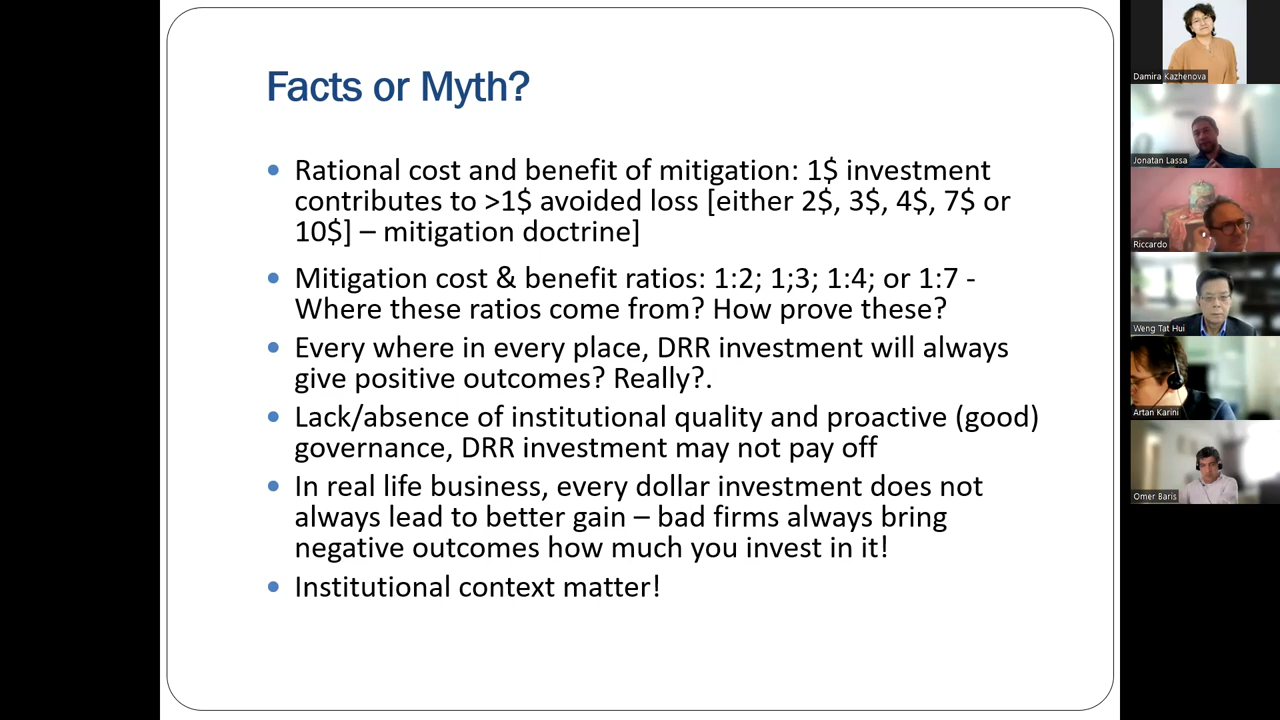 Facts or Myth?
Rational cost and benefit of mitigation: 1$ investment
contributes to >1$ avoided loss [either 2$, 3$, 4$, 7$ or
10$] – mitigation doctrine]
Mitigation cost & benefit ratios: 1:2; 1;3; 1:4; or 1:7 -
Where these ratios come from? How prove these?
Every where in every place, DRR investment will always
give positive outcomes? Really?.
Lack/absence of institutional quality and proactive (good)
governance, DRR investment may not pay off
In real life business, every dollar investment does not
always lead to better gain – bad firms always bring
negative outcomes how much you invest in it!
Institutional context matter!
Damira Kazhenova
Jonatan Lassa
Riccardo
Weng Tat Hui
Artan Karini
Omer Baris